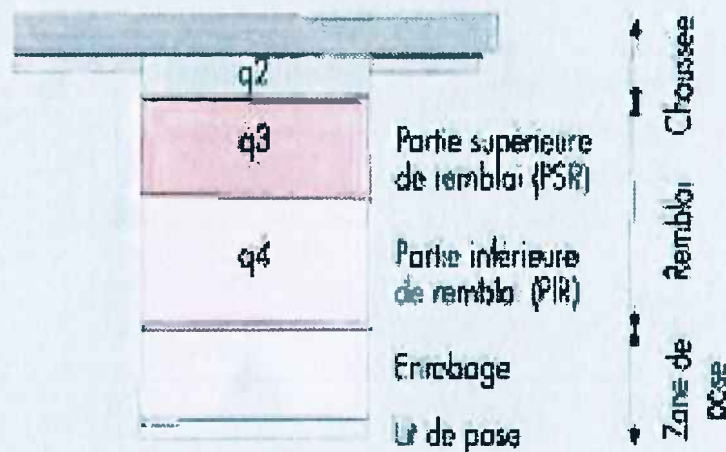 q2
q3
Partie supérieure
de remblai (PSR)
q4
Partie inférieure
de remblai (PIR)
Enrobage
Lit de pose
Chaussée
Remblai
Zone de
pose